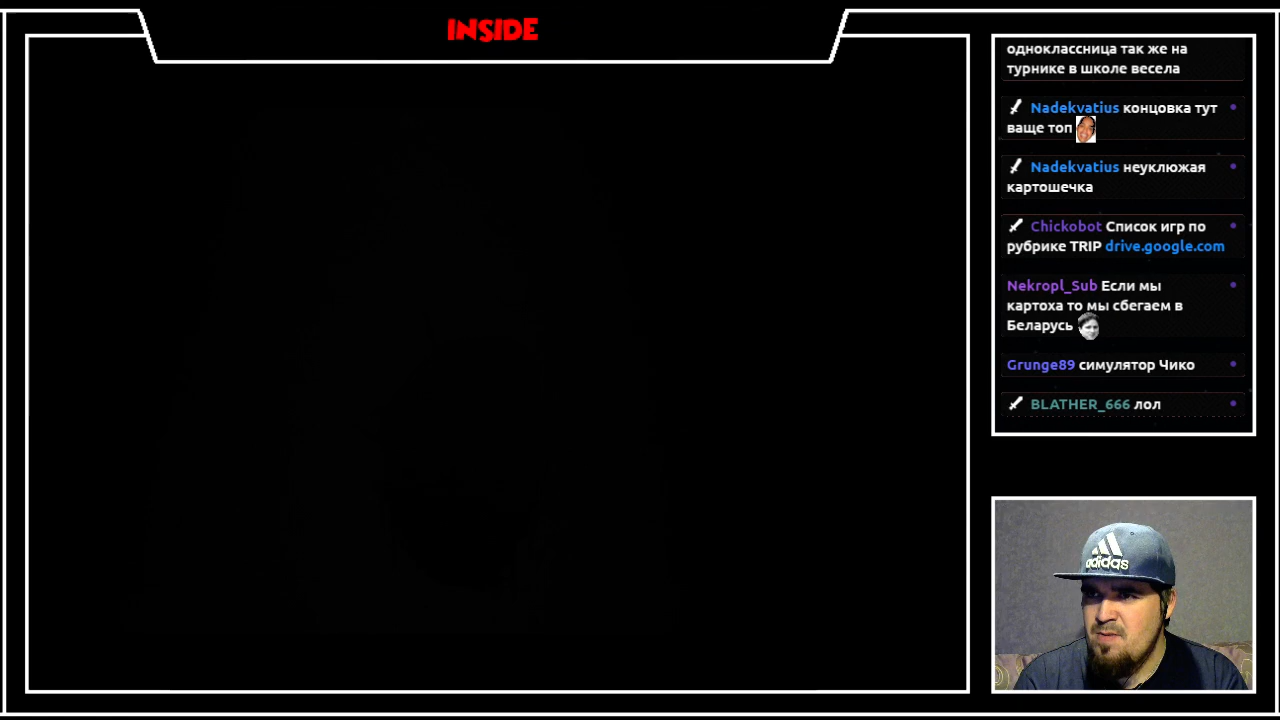 INSIDE
одноклассница так же на
турнике в школе весела
Nadekvatius концовка тут
ваще топ
Nadekvatius неуклюжая
картошечка
Chickobot Список игр по
рубрике TRIP drive.google.com
Nekropl_Sub Если мы
картоха то мы сбегаем в
Беларусь
Grunge89 симулятор Чико
BLATHER_666 лол
adidas